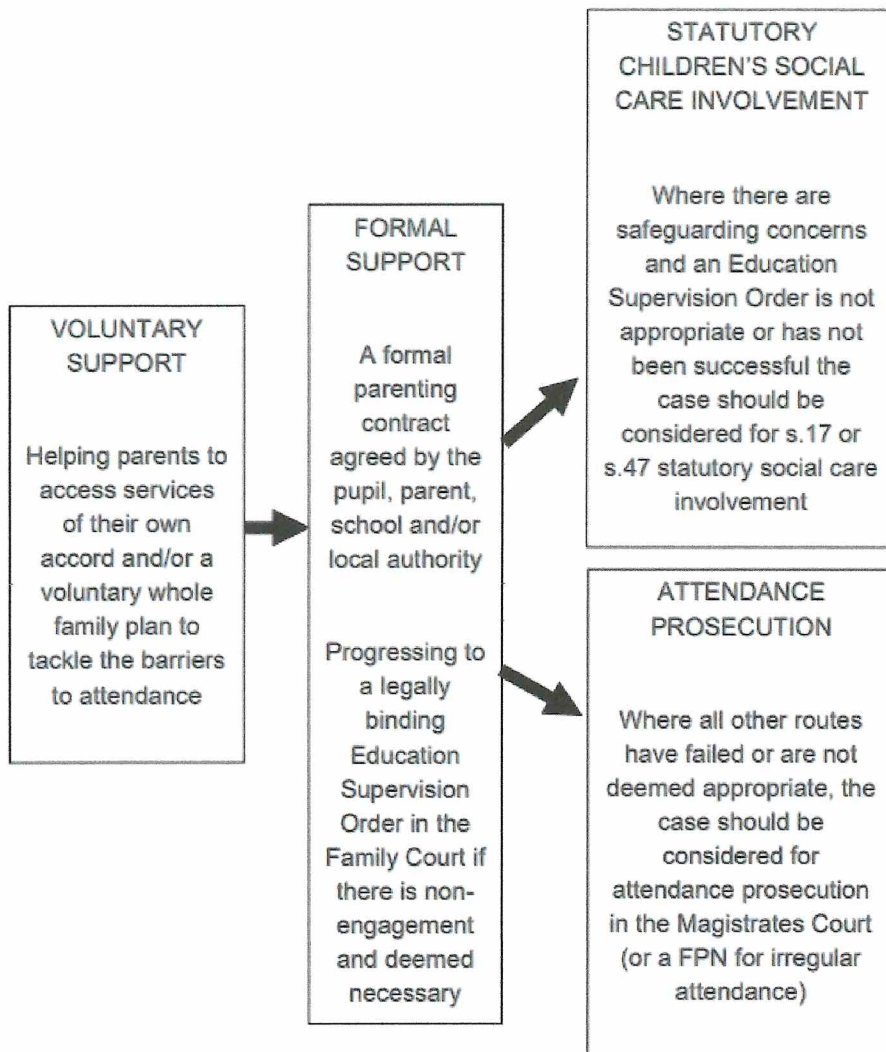 VOLUNTARY
SUPPORT
Helping parents to
access services
of their own
accord and/or a
voluntary whole
family plan to
tackle the barriers
to attendance
FORMAL
SUPPORT
A formal
parenting
contract
agreed by the
pupil, parent,
school and/or
local authority
Progressing to
a legally
binding
Education
Supervision
Order in the
Family Court if
there is non-
engagement
and deemed
necessary
STATUTORY
CHILDREN'S SOCIAL
CARE INVOLVEMENT
Where there are
safeguarding concerns
and an Education
Supervision Order is not
appropriate or has not
been successful the
case should be
considered for s.17 or
s.47 statutory social care
involvement
ATTENDANCE
PROSECUTION
Where all other routes
have failed or are not
deemed appropriate, the
case should be
considered for
attendance prosecution
in the Magistrates Court
(or a FPN for irregular
attendance)